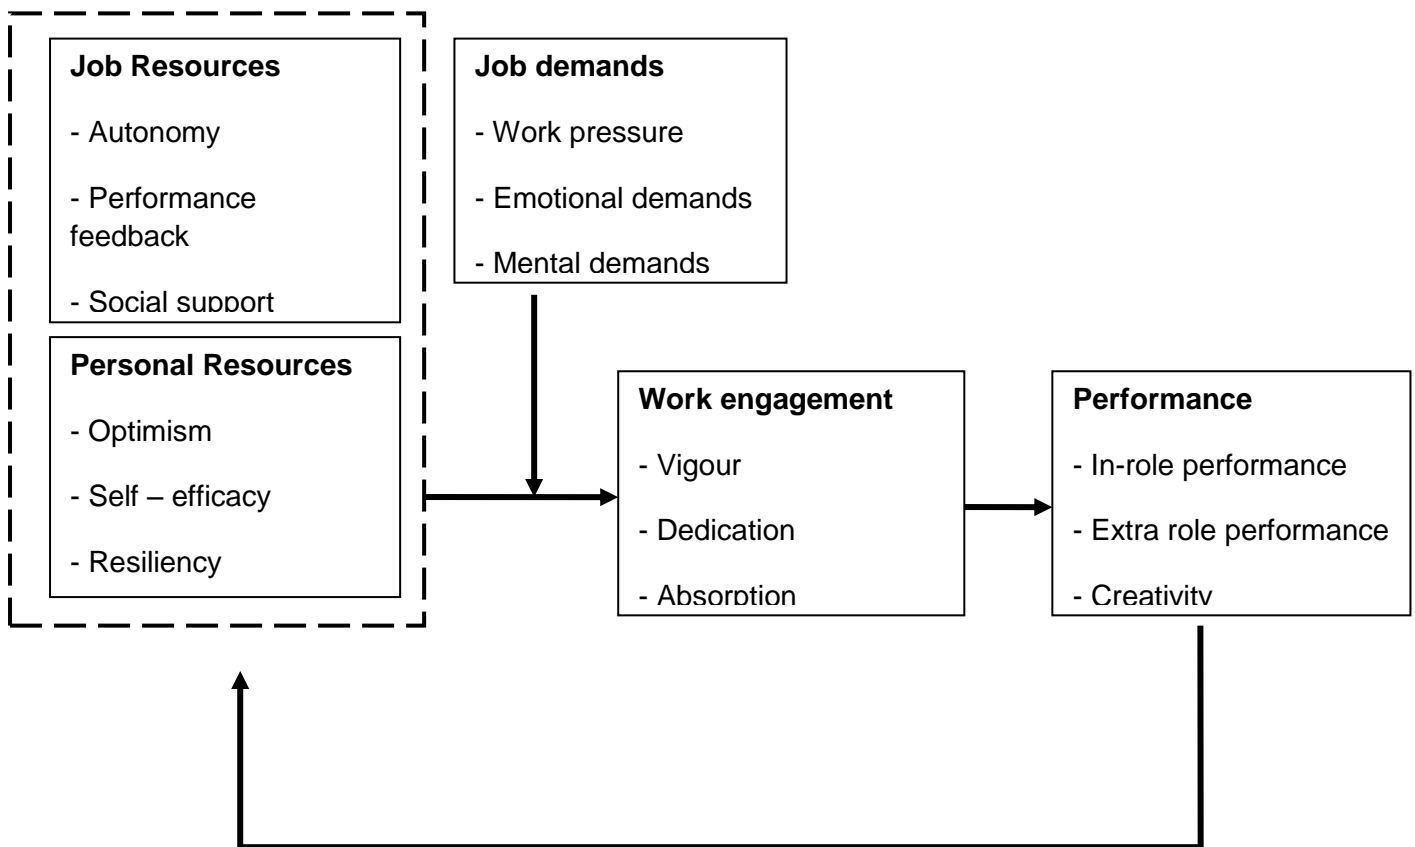 Job Resources
- Autonomy
- Performance
feedback
- Social support
Personal Resources
- Optimism
- Self – efficacy
- Resiliency
Job demands
- Work pressure
- Emotional demands
- Mental demands
Work engagement
- Vigour
- Dedication
- Absorption
Performance
- In-role performance
- Extra role performance
- Creativity